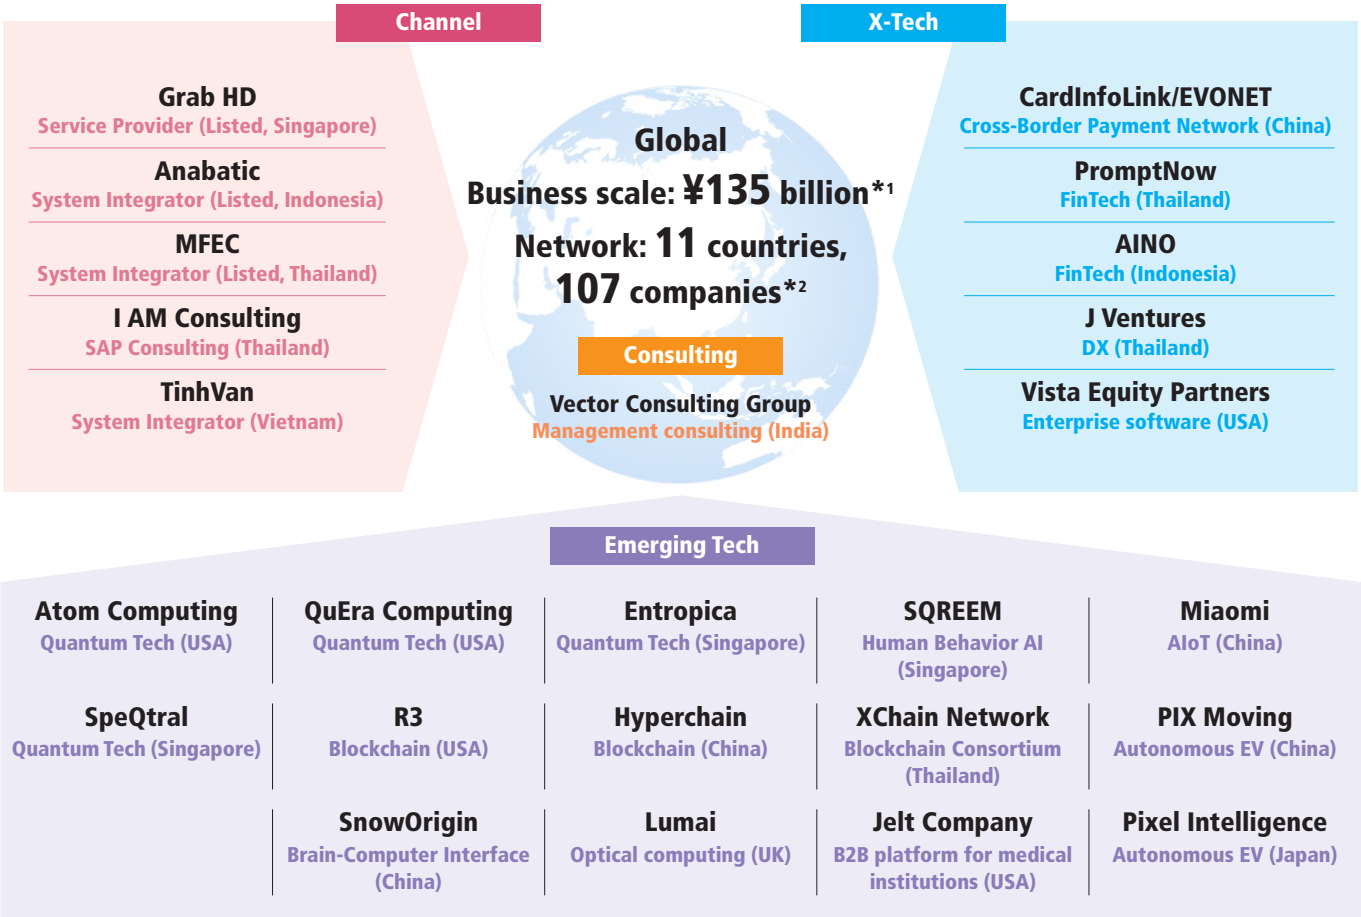 Channel
Grab HD
Service Provider (Listed, Singapore)
Anabatic
System Integrator (Listed, Indonesia)
MFEC
System Integrator (Listed, Thailand)
I AM Consulting
SAP Consulting (Thailand)
TinhVan
System Integrator (Vietnam)
Global
Business scale: ¥135 billion*1
Network: 11 countries,
107 companies*2
Consulting
Vector Consulting Group
Management consulting (India)
X-Tech
CardInfoLink/EVONET
Cross-Border Payment Network (China)
PromptNow
FinTech (Thailand)
AINO
FinTech (Indonesia)
J Ventures
DX (Thailand)
Vista Equity Partners
Enterprise software (USA)
Emerging Tech
Atom Computing
Quantum Tech (USA)
QuEra Computing
Quantum Tech (USA)
Entropica
Quantum Tech (Singapore)
SQREEM
Human Behavior AI
(Singapore)
Miaomi
AIoT (China)
SpeQtral
Quantum Tech (Singapore)
R3
Blockchain (USA)
Hyperchain
Blockchain (China)
XChain Network
Blockchain Consortium
(Thailand)
PIX Moving
Autonomous EV (China)
SnowOrigin
Brain-Computer Interface
(China)
Lumai
Optical computing (UK)
Jelt Company
B2B platform for medical
institutions (USA)
Pixel Intelligence
Autonomous EV (Japan)